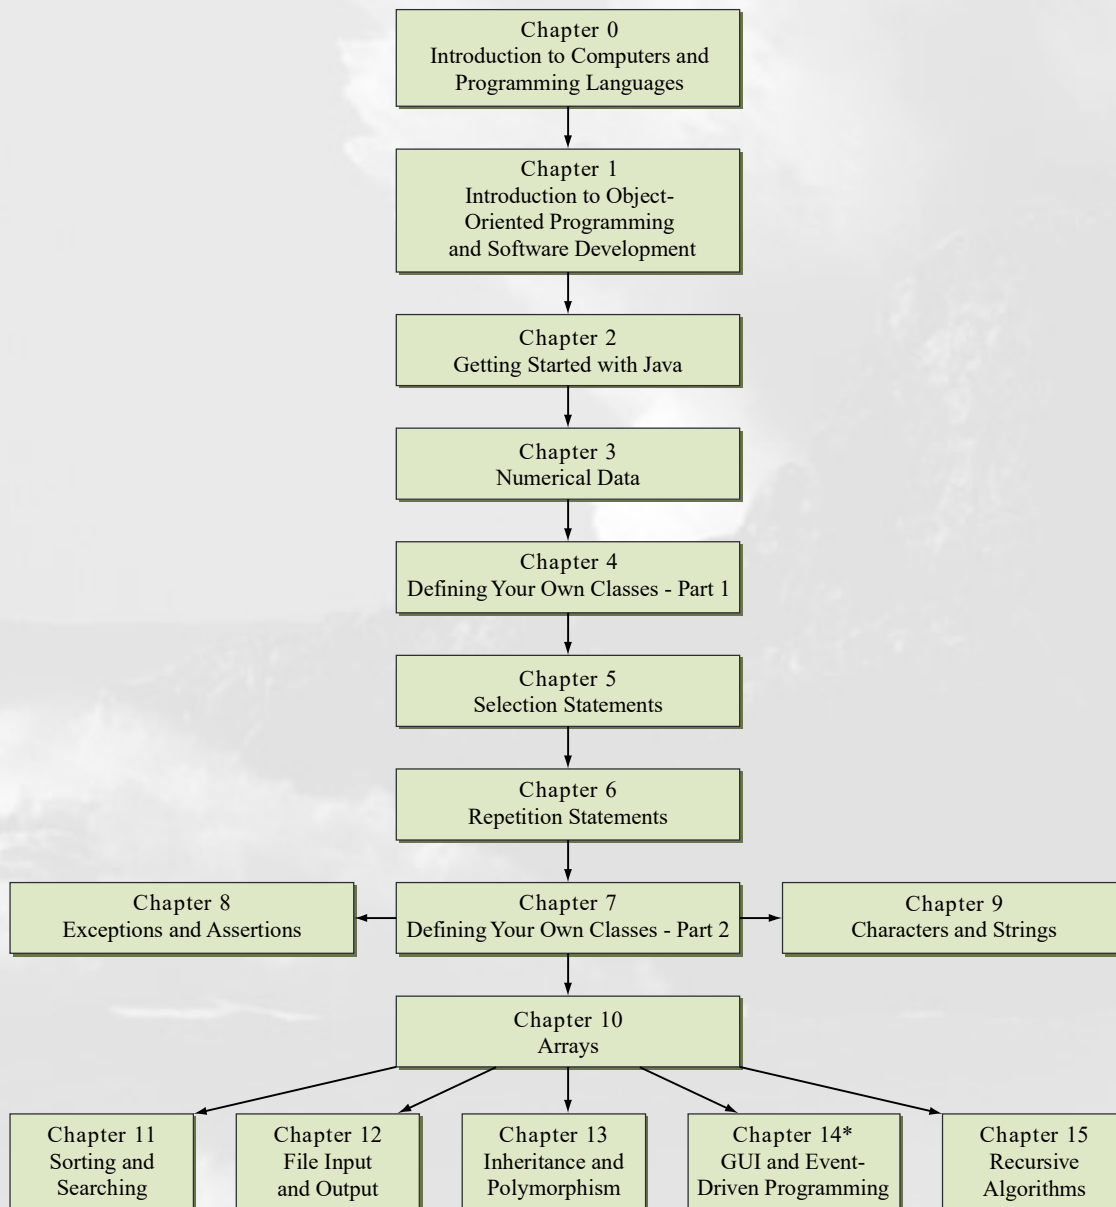 Chapter 0
Introduction to Computers and
Programming Languages
Chapter 1
Introduction to Object-
Oriented Programming
and Software Development
Chapter 2
Getting Started with Java
Chapter 3
Numerical Data
Chapter 4
Defining Your Own Classes - Part 1
Chapter 5
Selection Statements
Chapter 6
Repetition Statements
Chapter 8
Exceptions and Assertions
Chapter 7
Defining Your Own Classes - Part 2
Chapter 9
Characters and Strings
Chapter 10
Arrays
Chapter 11
Sorting and
Searching
Chapter 12
File Input
and Output
Chapter 13
Inheritance and
Polymorphism
Chapter 14*
GUI and Event-
Driven Programming
Chapter 15
Recursive
Algorithms